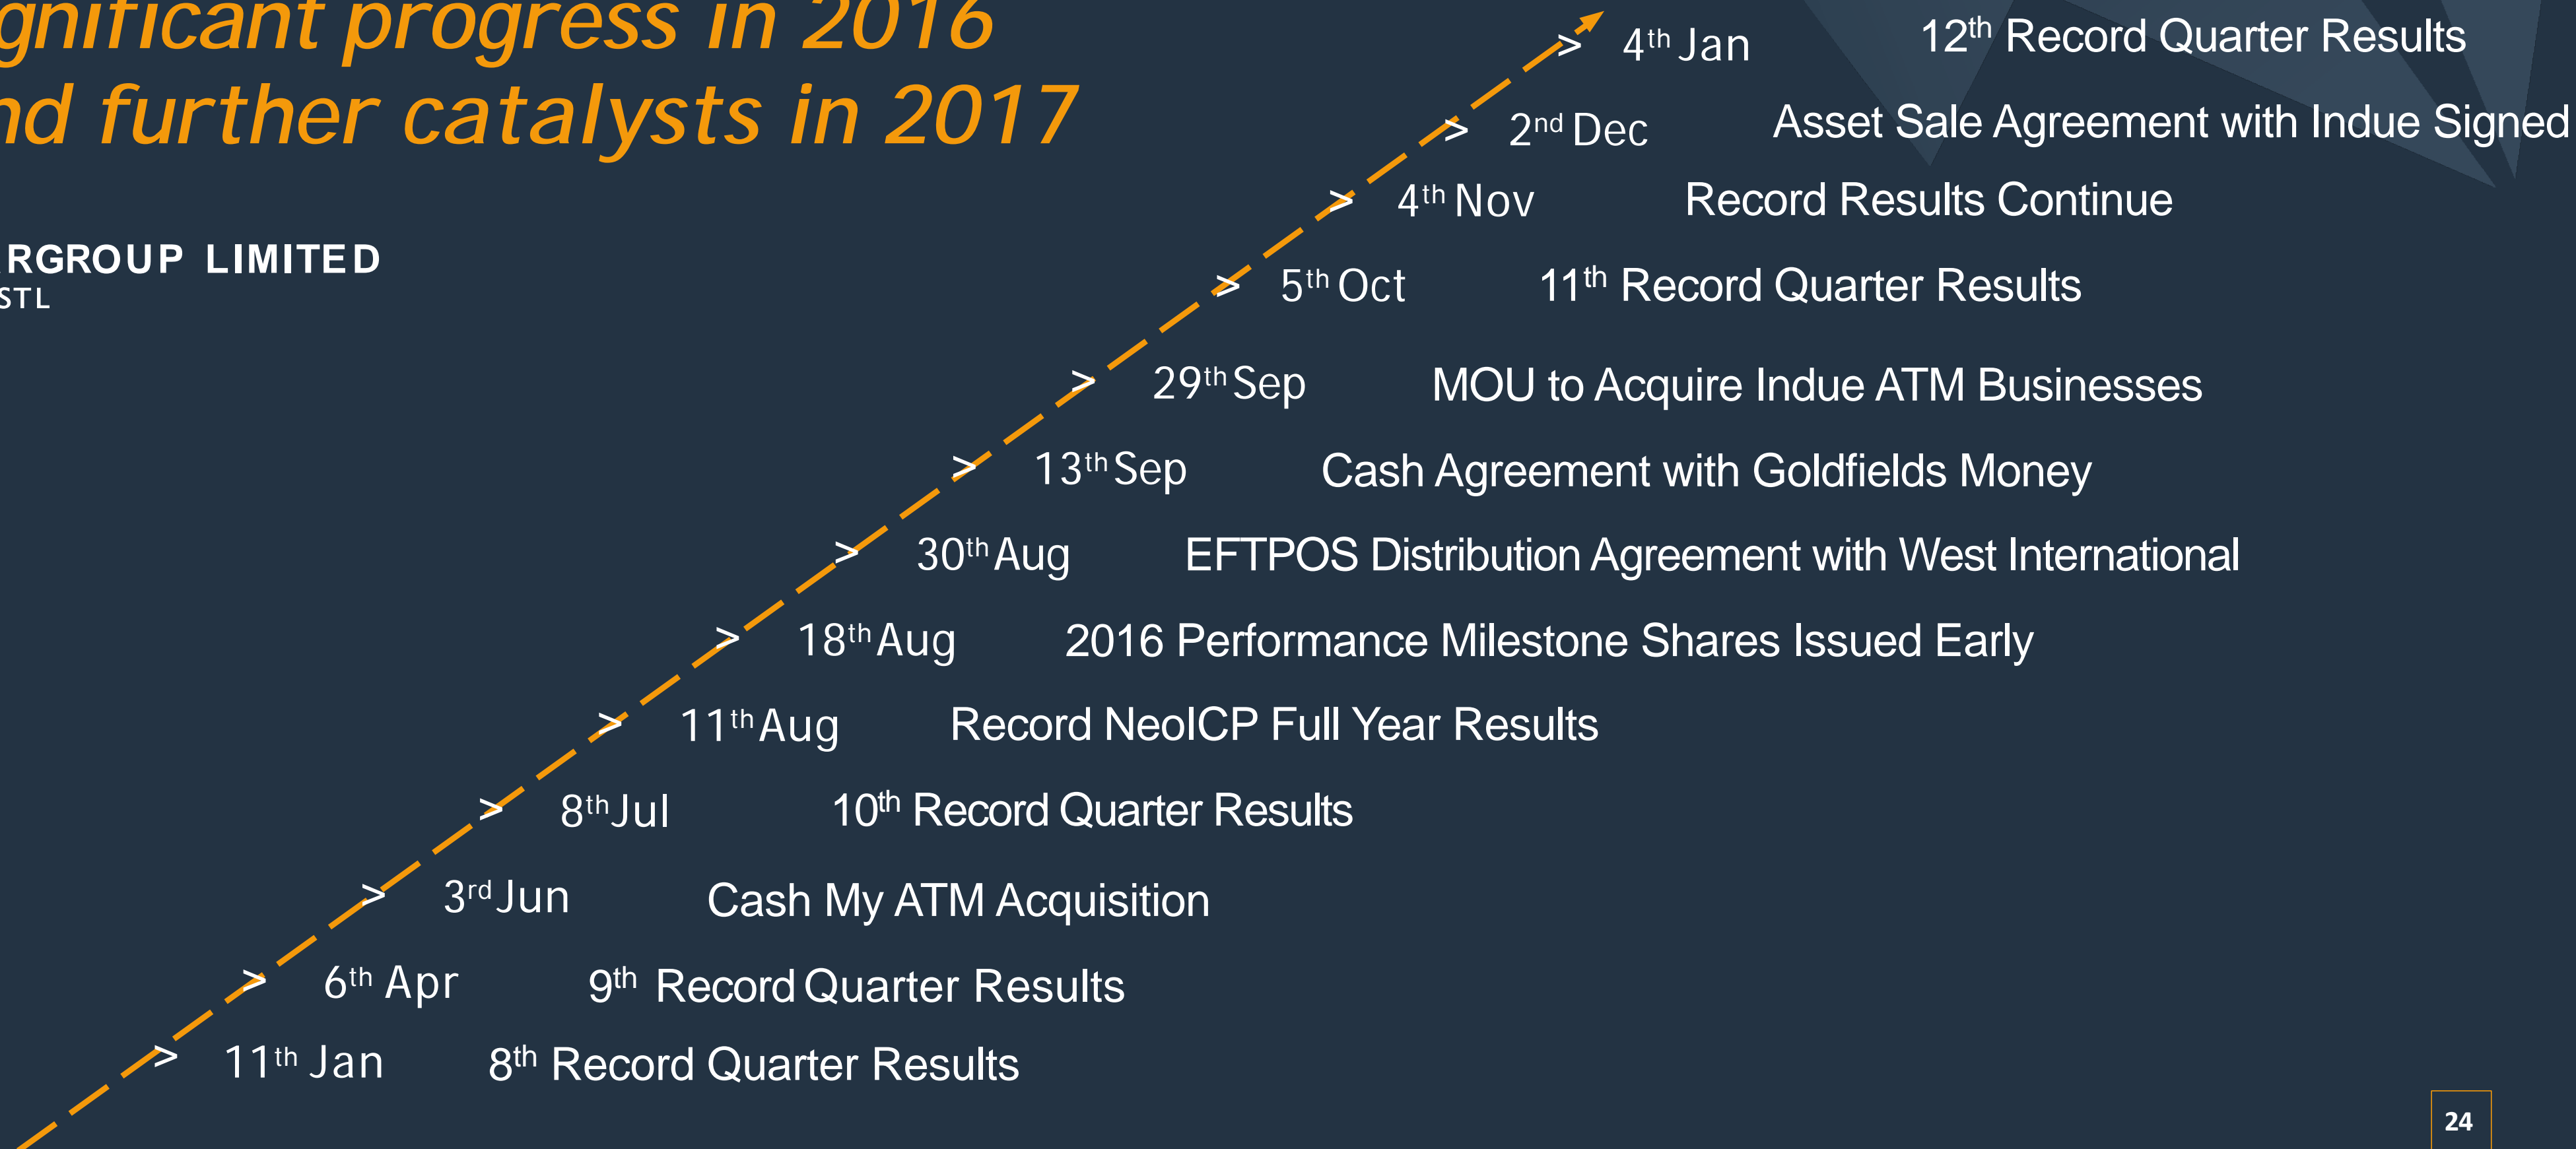 gnificant progress in 2016
nd further catalysts in 2017
RGROUP LIMITED
STL
> 4th Jan 12th Record Quarter Results
> 2nd Dec Asset Sale Agreement with Indue Signed
> 4th Nov Record Results Continue
> 5th Oct 11th Record Quarter Results
> 29th Sep MOU to Acquire Indue ATM Businesses
> 13th Sep Cash Agreement with Goldfields Money
> 30th Aug EFTPOS Distribution Agreement with West International
> 18th Aug 2016 Performance Milestone Shares Issued Early
> 11th Aug Record NeoICP Full Year Results
> 8th Jul 10th Record Quarter Results
> 3rd Jun Cash My ATM Acquisition
> 6th Apr 9th Record Quarter Results
> 11th Jan 8th Record Quarter Results
24